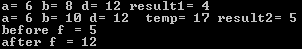 a= 6 b= 8 d= 12 result1= 4
a= 6 b= 10 d= 12  temp= 17 result2= 5
before f = 5
after f = 12